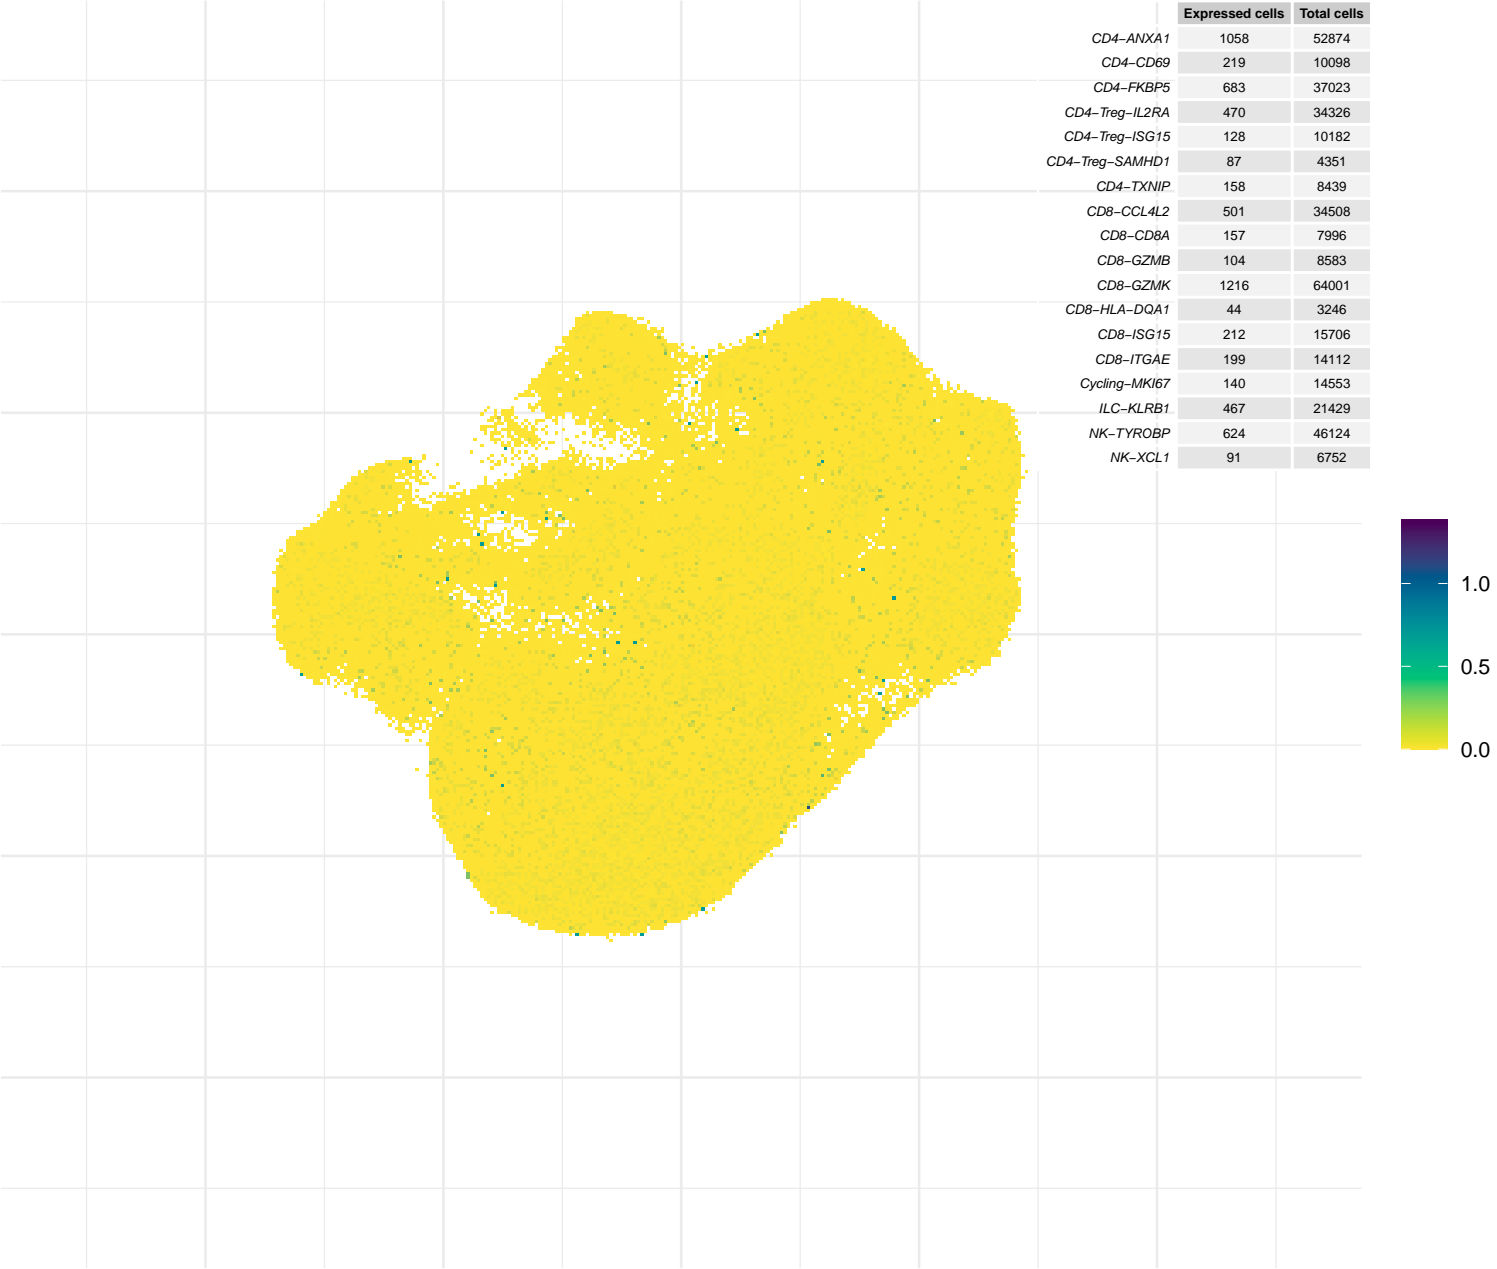 Expressed cells Total cells
CD4−ANXA1 1058 52874
CD4−CD69 219 10098
CD4−FKBP5 683 37023
CD4−Treg−IL2RA 470 34326
CD4−Treg−ISG15 128 10182
CD4−Treg−SAMHD1 87 4351
CD4−TXNIP 158 8439
CD8−CCL4L2 501 34508
CD8−CD8A 157 7996
CD8−GZMB 104 8583
CD8−GZMK 1216 64001
CD8−HLA−DQA1 44 3246
CD8−ISG15 212 15706
CD8−ITGAE 199 14112
Cycling−MKI67 140 14553
ILC−KLRB1 467 21429
NK−TYROBP 624 46124
NK−XCL1 91 6752
1.0
0.5
0.0